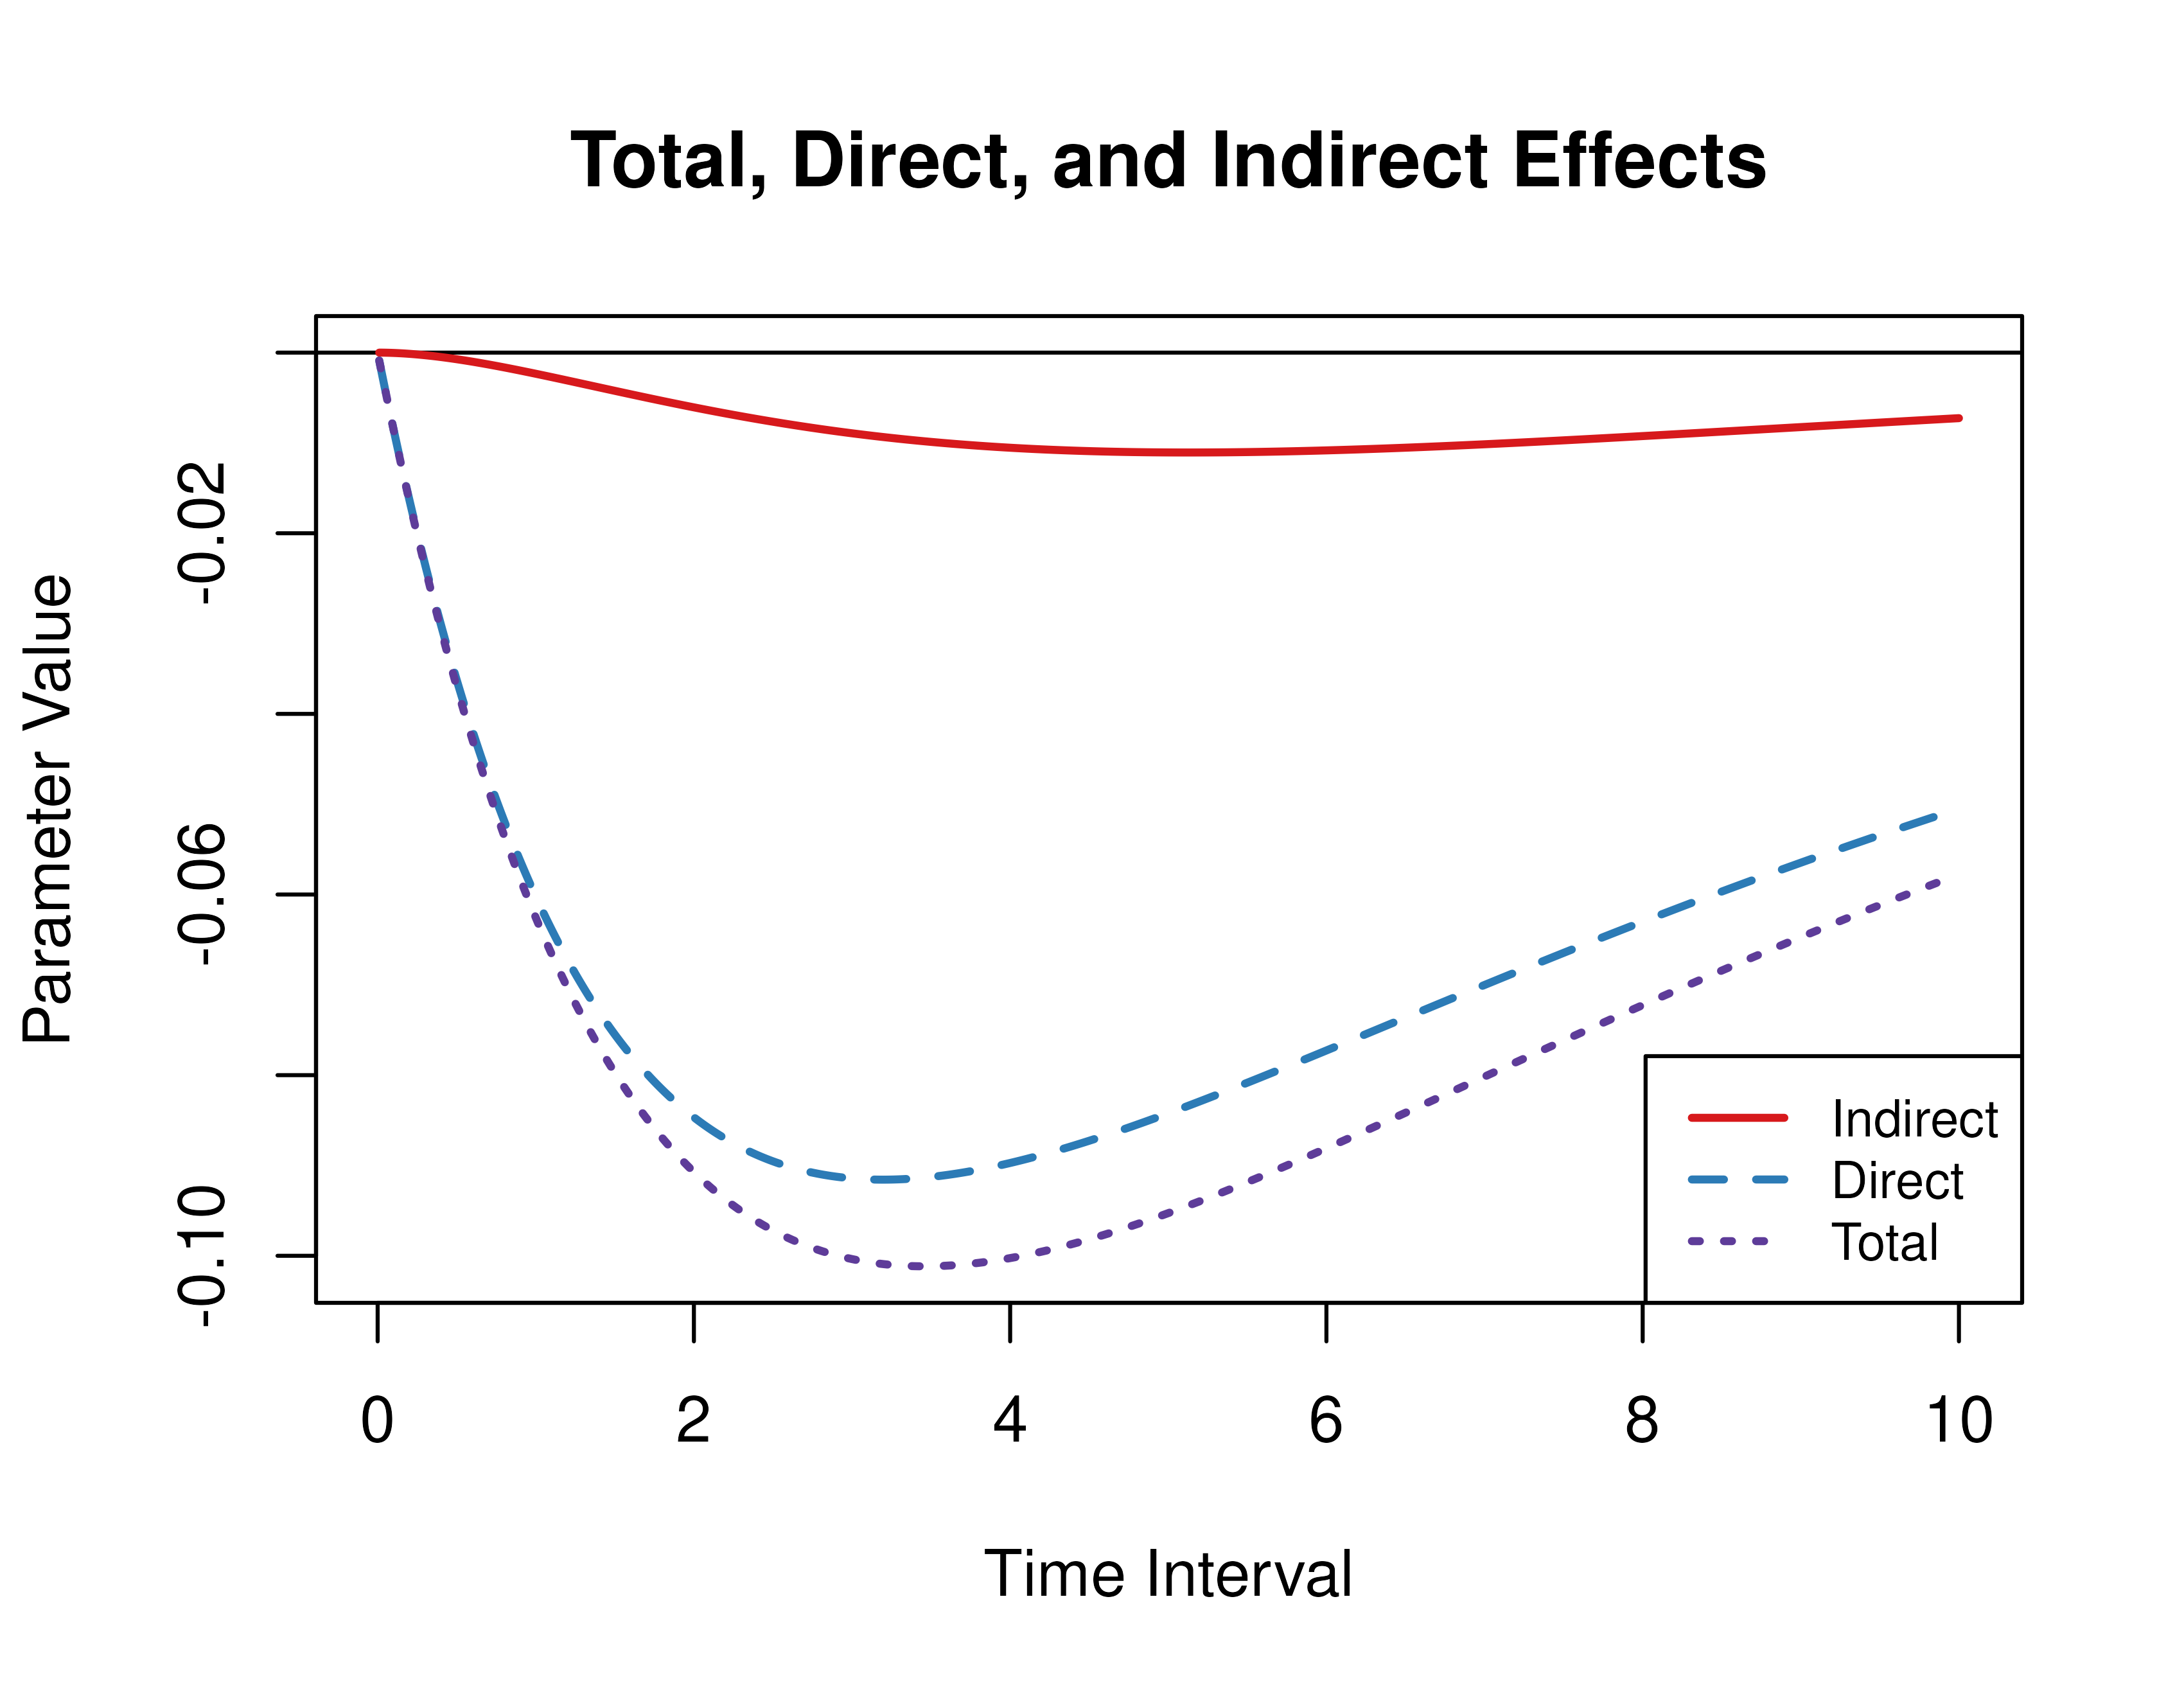 Total, Direct, and Indirect Effects
Parameter Value
-0.02
-0.06
-0.10
0 2 4 6 8 10
Time Interval
Indirect
Direct
Total